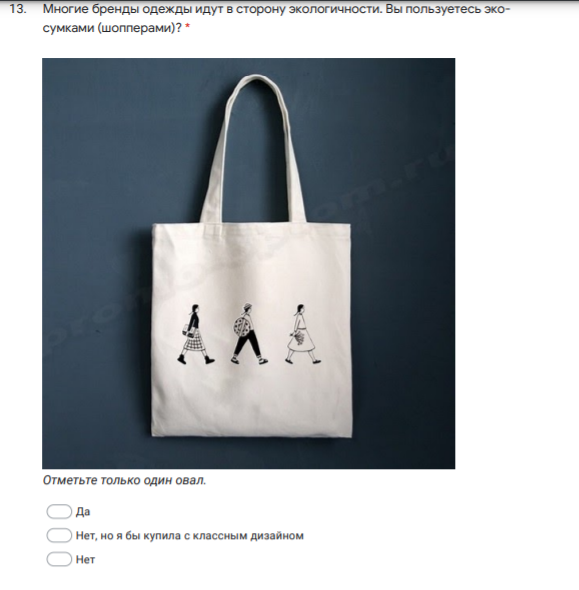 13. Многие бренды одежды идут в сторону экологичности. Вы пользуетесь эко-
сумками (шопперами)? *
Отметьте только один овал.
Да
Нет, но я бы купила с классным дизайном
Нет